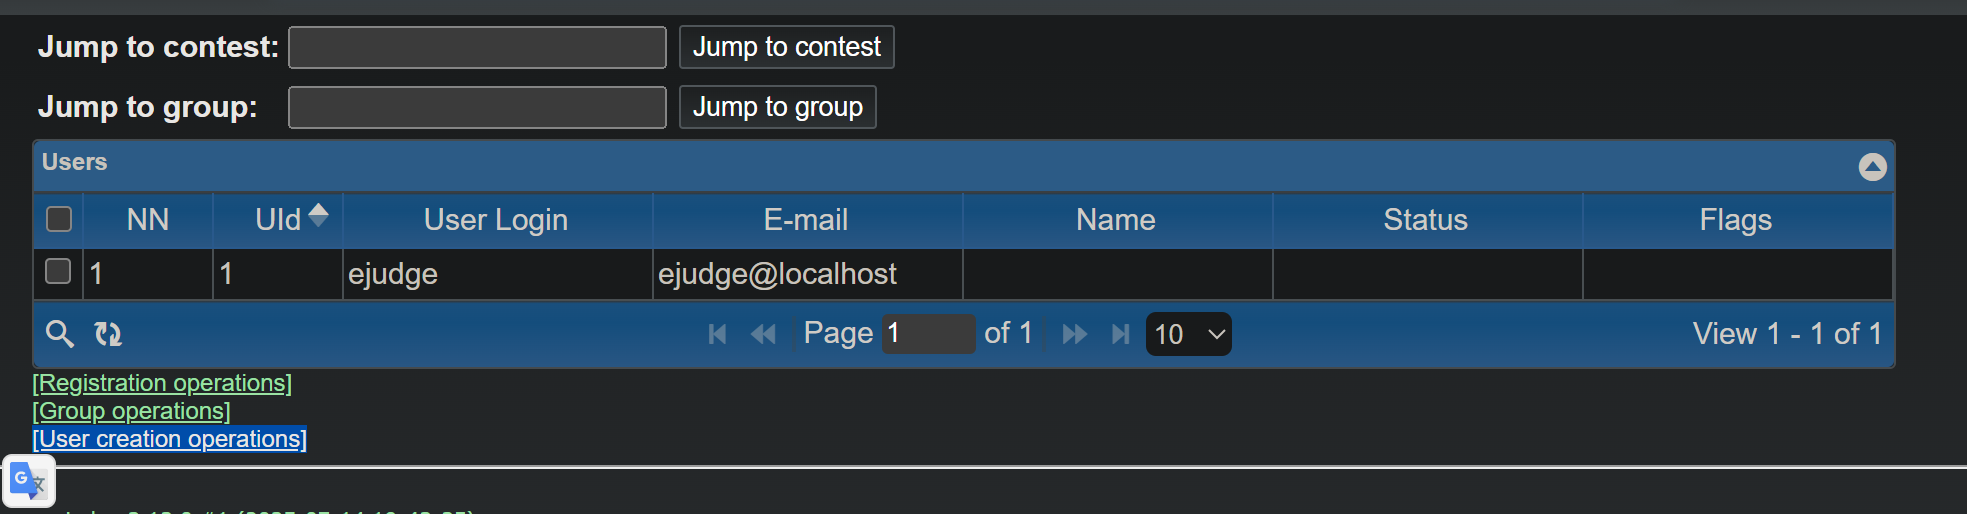 Jump to contest: Jump to contest
Jump to group: Jump to group
Users
NN UId User Login E-mail Name Status Flags
1 1 ejudge ejudge@localhost
Page 1 of 1 10 View 1 - 1 of 1
[Registration operations]
[Group operations]
[User creation operations]
G 文